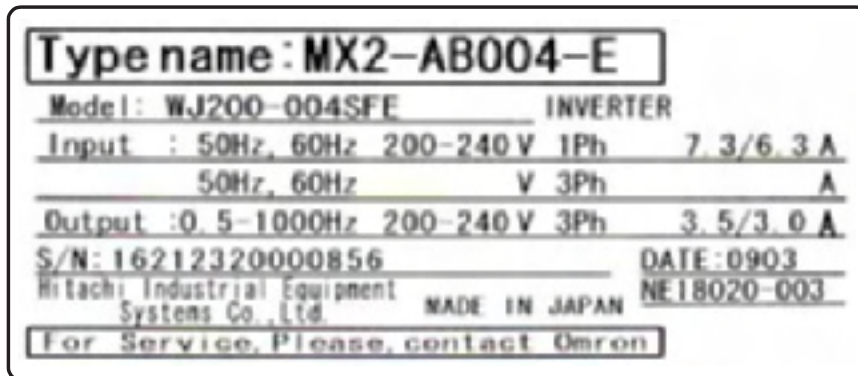 Type name:MX2-AB004-E
Model: WJ200-004SFE INVERTER
Input : 50Hz, 60Hz 200-240 V 1Ph 7.3/6.3 A
50Hz, 60Hz V 3Ph A
Output :0.5-1000Hz 200-240 V 3Ph 3.5/3.0 A
S/N:16212320000856 DATE:0903
Hitachi Industrial Equipment
Systems Co.,Ltd. MADE IN JAPAN NE18020-003
For Service,Please,contact Omron